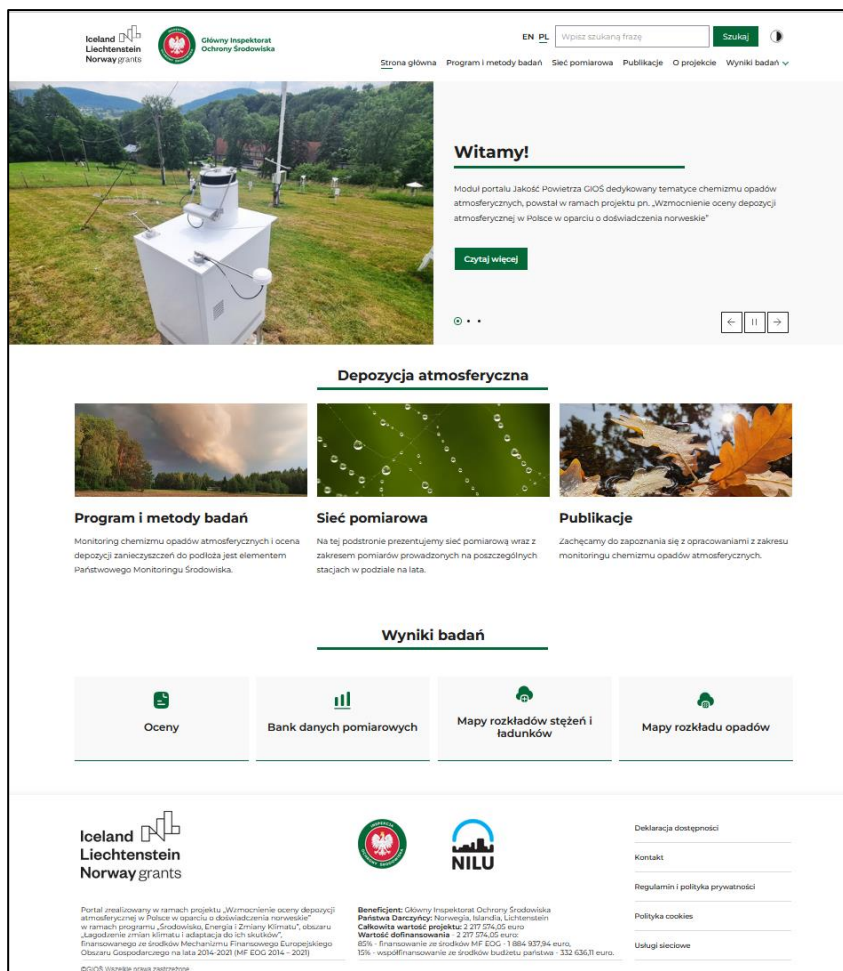 Iceland
Liechtenstein
Norway grants
Główny Inspektorat
Ochrony Środowiska
EN PL
Wpisz szukaną frazę
Szukaj
Strona główna Program i metody badań Sieć pomiarowa Publikacje O projekcie Wyniki badań
Witamy!
Moduł portalu Jakość Powietrza GIOŚ dedykowany tematyce chemizmu opadów
atmosferycznych, powstał w ramach projektu pn. „Wzmocnienie oceny depozycji
atmosferycznej w Polsce w oparciu o doświadczenia norweskie”
Czytaj więcej
Depozycja atmosferyczna
Program i metody badań
Monitoring chemizmu opadów atmosferycznych i ocena
depozycji zanieczyszczeń do podłoża jest elementem
Państwowego Monitoringu Środowiska.
Sieć pomiarowa
Na tej podstronie prezentujemy sieć pomiarową wraz z
zakresem pomiarów prowadzonych na poszczególnych
stacjach w podziale na lata.
Publikacje
Zachęcamy do zapoznania się z opracowaniami z zakresu
monitoringu chemizmu opadów atmosferycznych.
Wyniki badań
Oceny
Bank danych pomiarowych
Mapy rozkładów stężeń i
ładunków
Mapy rozkładu opadów
Iceland
Liechtenstein
Norway grants
INSPEKCJA
OCHRONY ŚRODOWISKA
NILU
Deklaracja dostępności
Kontakt
Regulamin i polityka prywatności
Polityka cookies
Usługi sieciowe
Portal zrealizowany w ramach projektu „Wzmocnienie oceny depozycji
atmosferycznej w Polsce w oparciu o doświadczenia norweskie”
w ramach programu „Środowisko, Energia i Zmiany Klimatu”, obszaru
„Łagodzenie zmian klimatu i adaptacja do ich skutków”,
finansowanego ze środków Mechanizmu Finansowego Europejskiego
Obszaru Gospodarczego na lata 2014-2021 (MF EOG 2014 – 2021)
Beneficjent: Główny Inspektorat Ochrony Środowiska
Państwa Darczyńcy: Norwegia, Islandia, Lichtenstein
Całkowita wartość projektu: 2 217 574,05 euro
Wartość dofinansowania - 2 217 574,05 euro:
85% - finansowanie ze środków MF EOG - 1 884 937,94 euro,
15% - współfinansowanie ze środków budżetu państwa - 332 636,11 euro.
©GIOŚ Wszelkie prawa zastrzeżone